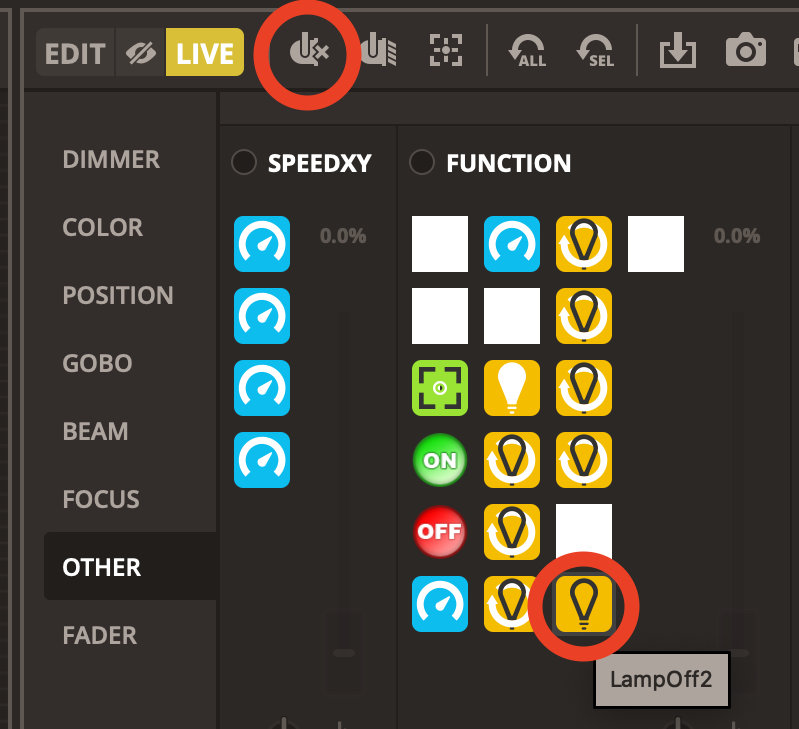 EDIT LIVE ALL SEL
DIMMER
COLOR
POSITION
GOBO
BEAM
FOCUS
OTHER
FADER
SPEEDXY
0.0%
FUNCTION
0.0%
ON
OFF
LampOff2